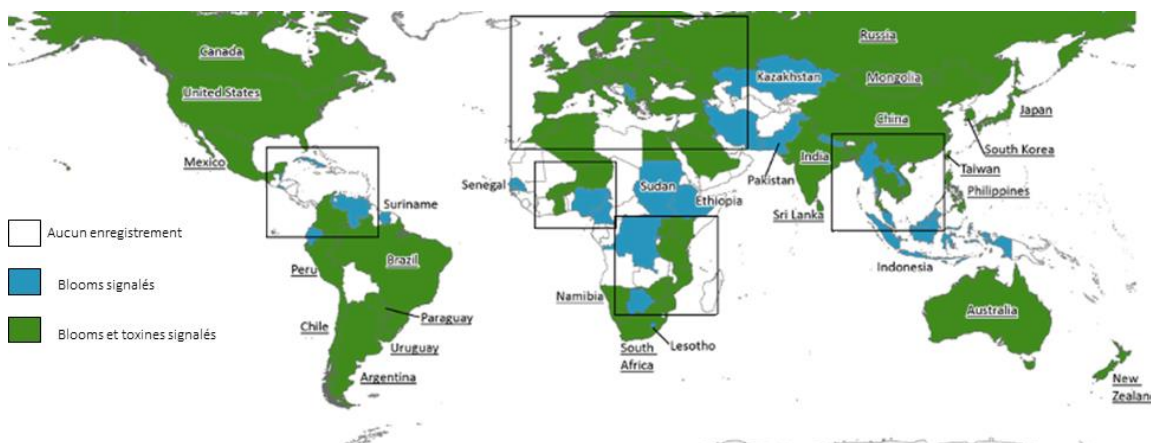 Canada
United States
Mexico
Russia
Kazakhstan
Mongolia
China
Japan
South Korea
Taiwan
India
Pakistan
Philippines
Sri Lanka
Senegal
Sudan
Ethiopia
Suriname
Indonesia
Brazil
Peru
Namibia
Paraguay
Chile
Uruguay
Argentina
South
Africa
Lesotho
Australia
New
Zealand
Aucun enregistrement
Blooms signalés
Blooms et toxines signalés